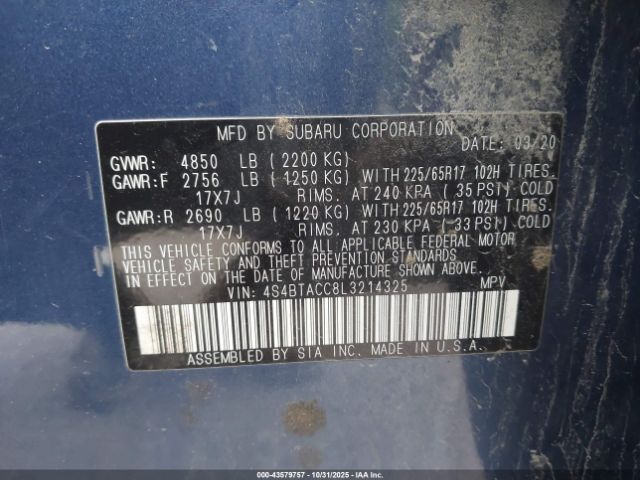 MFD BY SUBARU CORPORATION DATE: 03/20
GVWR: 4850 LB (2200 KG)
GAWR:F 2756 LB (1250 KG) WITH 225/65R17 102H TIRES.
17X7J RIMS. AT 240 KPA (35 PSI) COLD
GAWR:R 2690 LB (1220 KG) WITH 225/65R17 102H TIRES.
17X7J RIMS. AT 230 KPA (33 PSI) COLD
THIS VEHICLE CONFORMS TO ALL APPLICABLE FEDERAL MOTOR
VEHICLE SAFETY AND THEFT PREVENTION STANDARDS
IN EFFECT ON THE DATE OF MANUFACTURE SHOWN ABOVE.
VIN: 4S4BTACC8L3214325 MPV
ASSEMBLED BY SIA INC. MADE IN U.S.A.
000-43579757 | 10/31/2025 | IAAI.COM